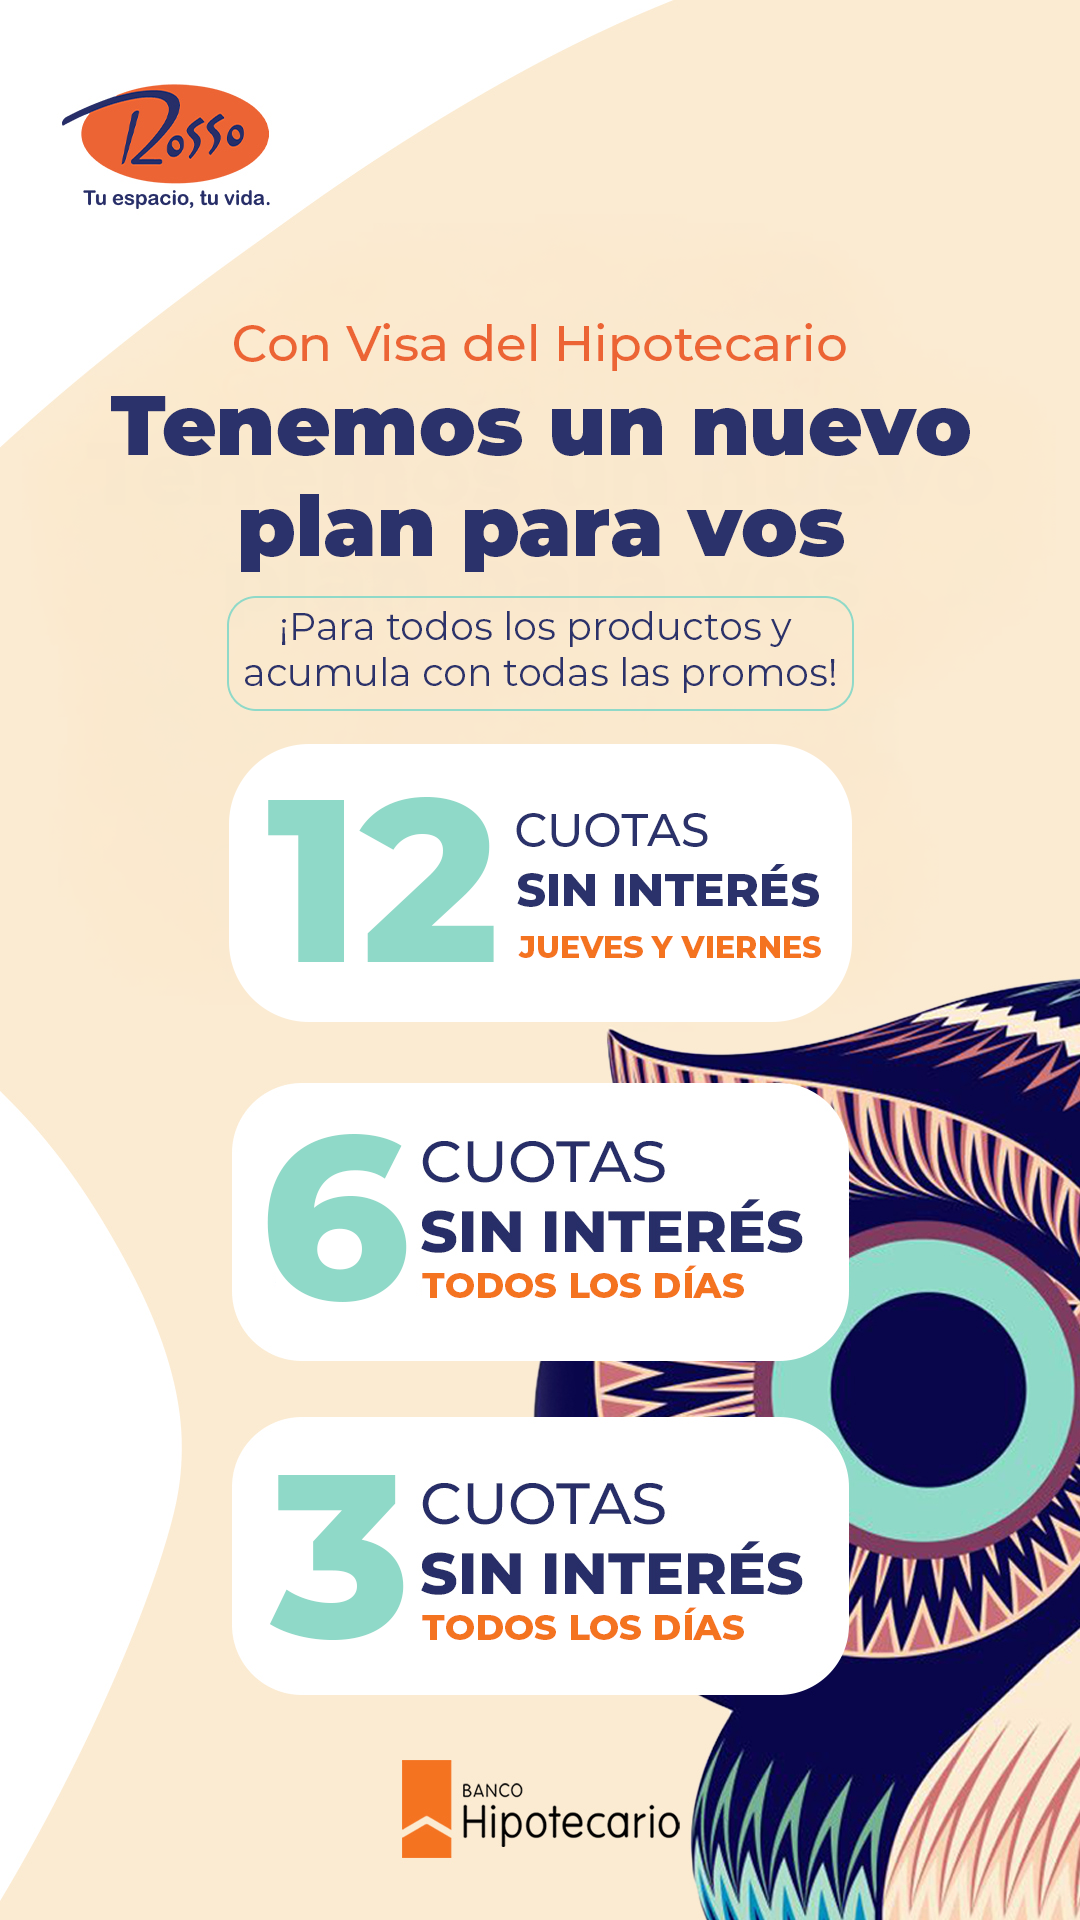 Rosso
Tu espacio, tu vida.
Con Visa del Hipotecario
Tenemos un nuevo
plan para vos
¡Para todos los productos y
acumula con todas las promos!
12 CUOTAS
SIN INTERÉS
JUEVES Y VIERNES
6 CUOTAS
SIN INTERÉS
TODOS LOS DÍAS
3 CUOTAS
SIN INTERÉS
TODOS LOS DÍAS
BANCO
Hipotecario